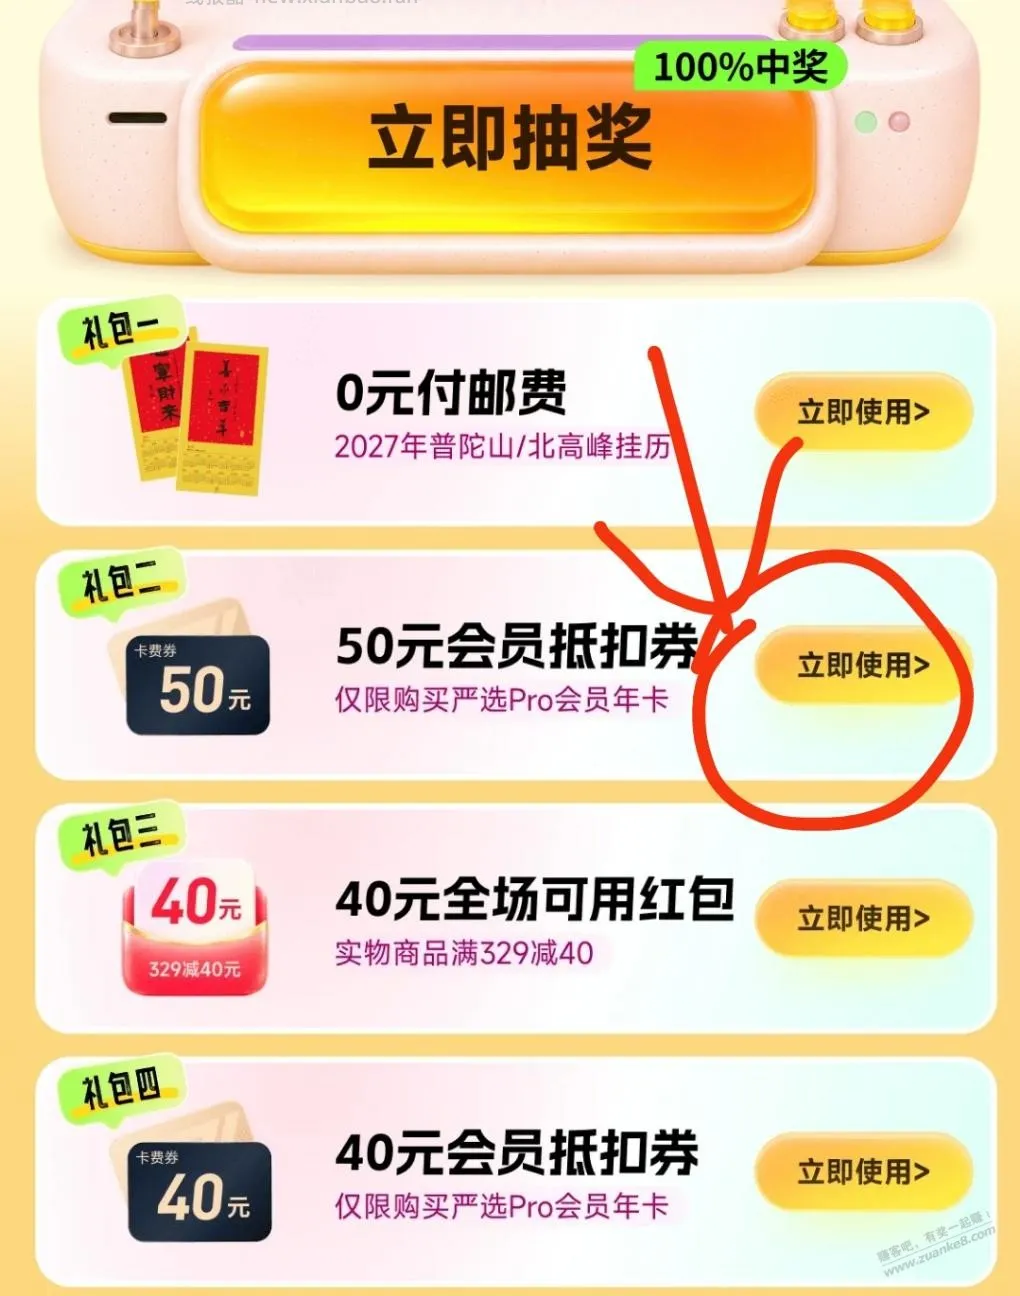 100%中奖
立即抽奖
礼包一
0元付邮费
2027年普陀山/北高峰挂历
立即使用>
礼包二
卡费券
50元
50元会员抵扣券
仅限购买严选Pro会员年卡
立即使用>
礼包三
40元
329减40元
40元全场可用红包
实物商品满329减40
立即使用>
礼包四
卡费券
40元
40元会员抵扣券
仅限购买严选Pro会员年卡
立即使用>
赚客吧，有奖一起赚！
www.zuanke8.com